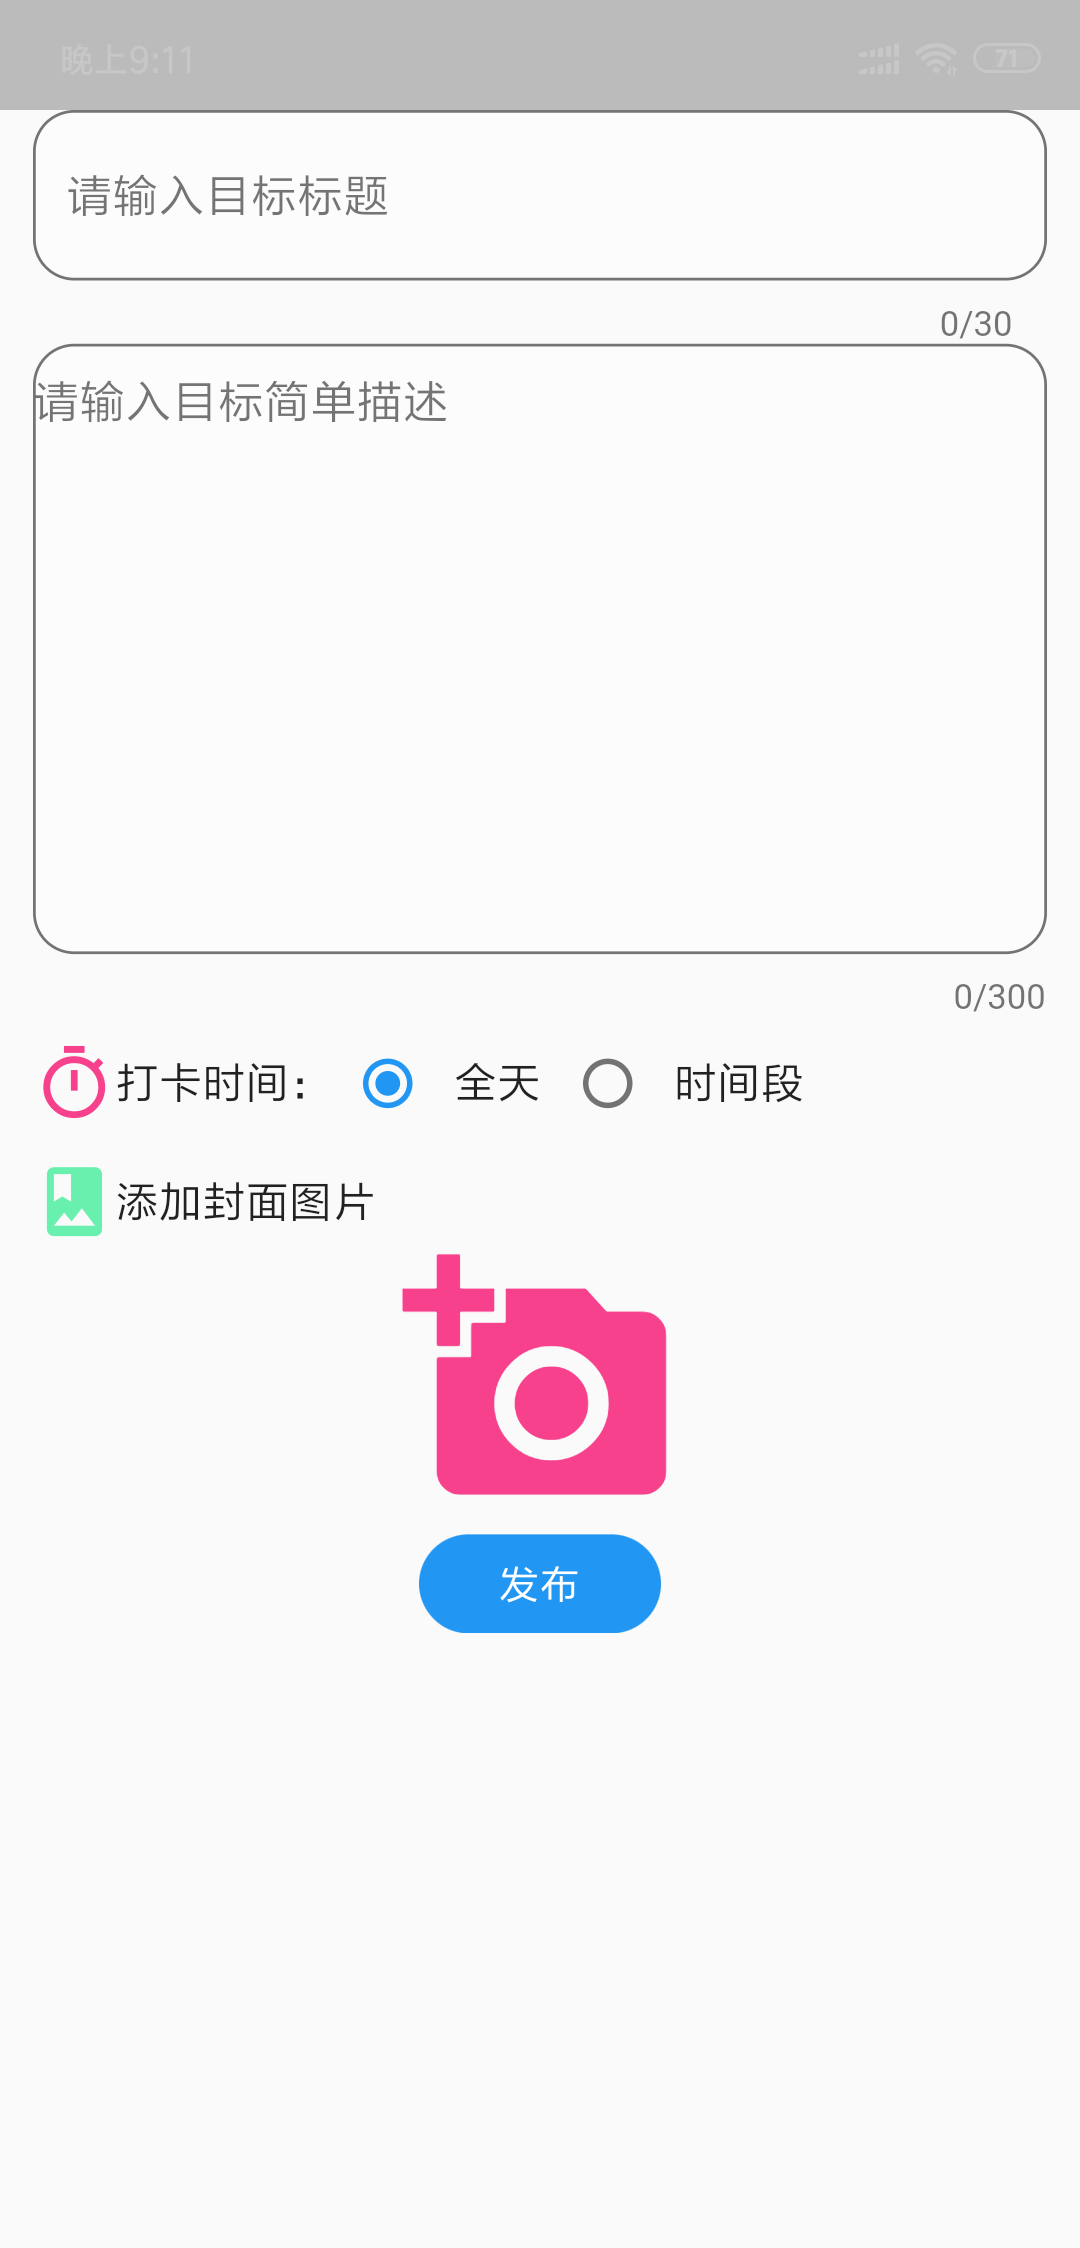 晚上9:11
71
请输入目标标题
0/30
请输入目标简单描述
0/300
打卡时间: 全天 时间段
添加封面图片
发布